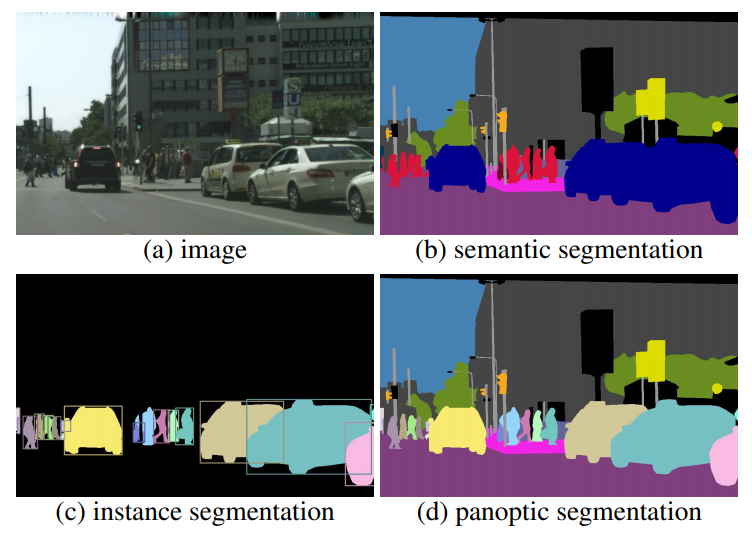 S
U
(a) image
(b) semantic segmentation
(c) instance segmentation
(d) panoptic segmentation